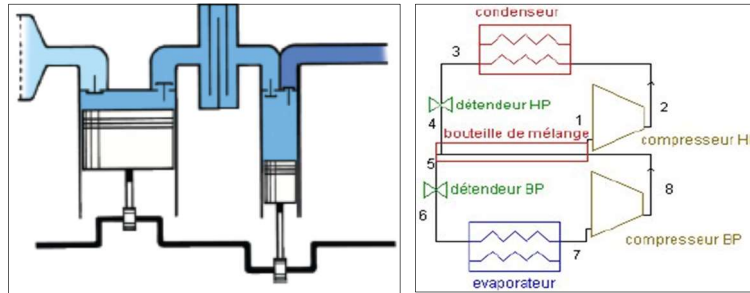 condenseur
3
détendeur HP
1
2
4
bouteille de mélange
compresseur H
5
détendeur BP
8
6
compresseur BP
7
evaporateur